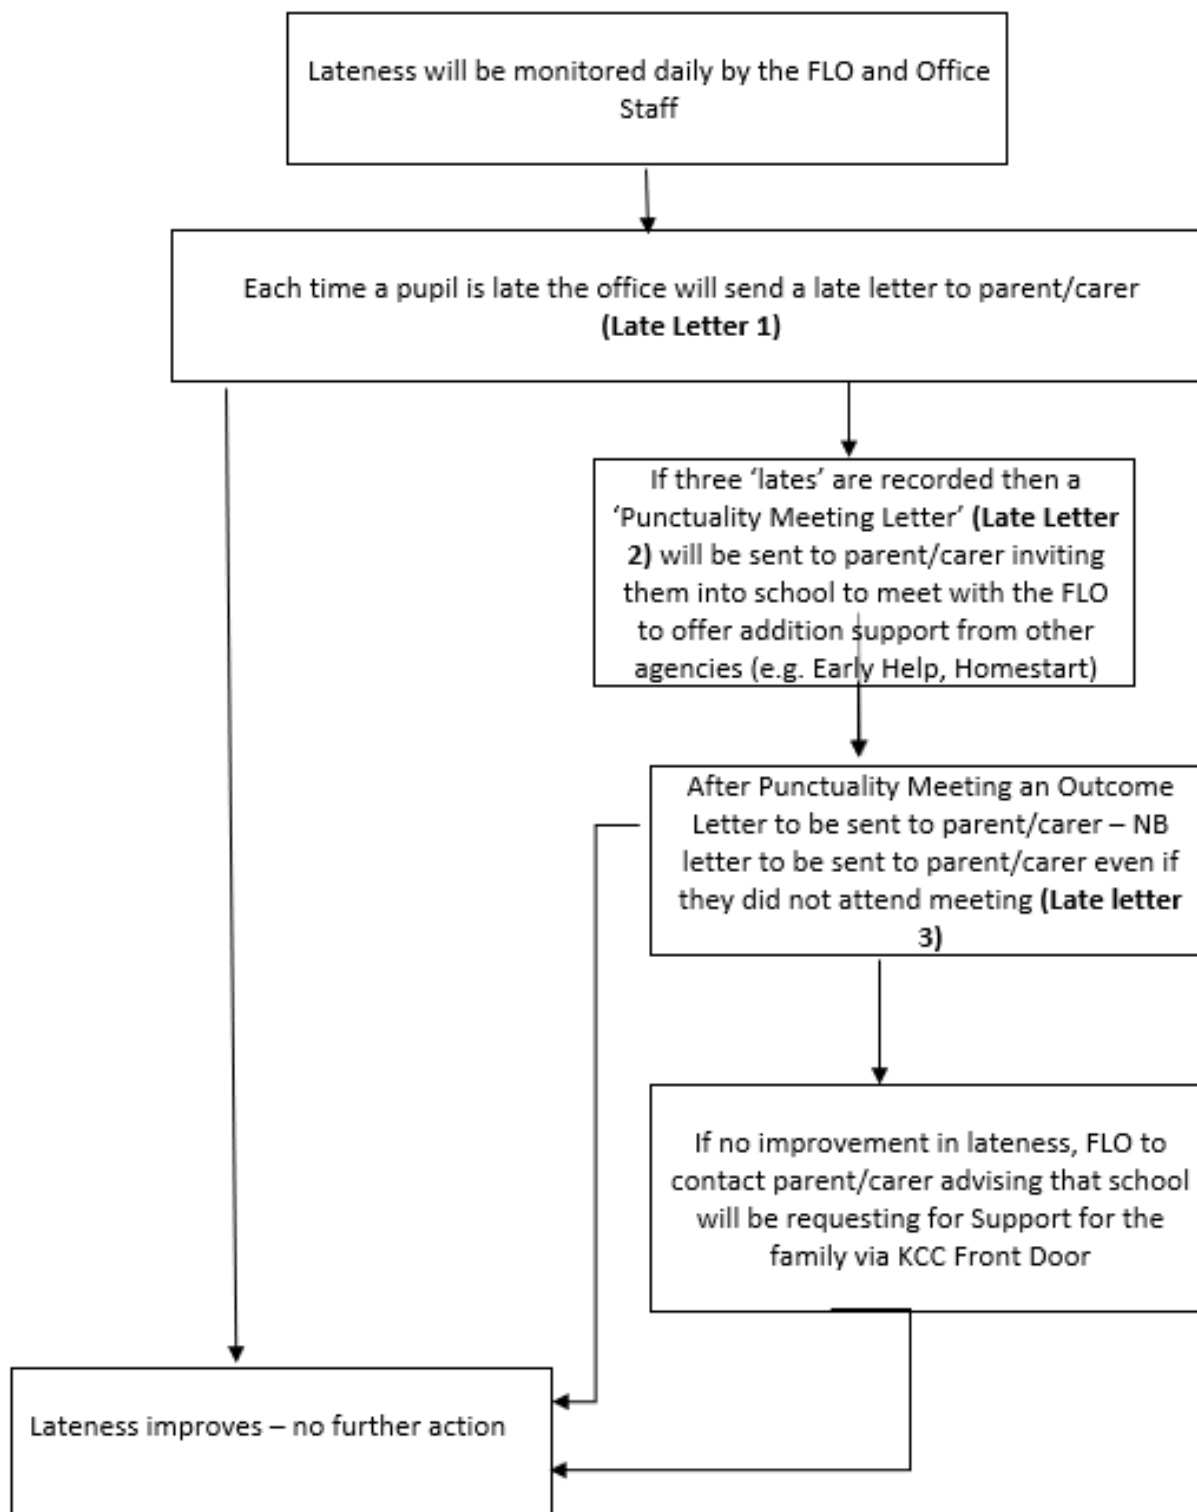 Lateness will be monitored daily by the FLO and Office
Staff
Each time a pupil is late the office will send a late letter to parent/carer
(Late Letter 1)
If three ‘lates’ are recorded then a
‘Punctuality Meeting Letter’ (Late Letter
2) will be sent to parent/carer inviting
them into school to meet with the FLO
to offer addition support from other
agencies (e.g. Early Help, Homestart)
After Punctuality Meeting an Outcome
Letter to be sent to parent/carer – NB
letter to be sent to parent/carer even if
they did not attend meeting (Late letter
3)
If no improvement in lateness, FLO to
contact parent/carer advising that school
will be requesting for Support for the
family via KCC Front Door
Lateness improves – no further action